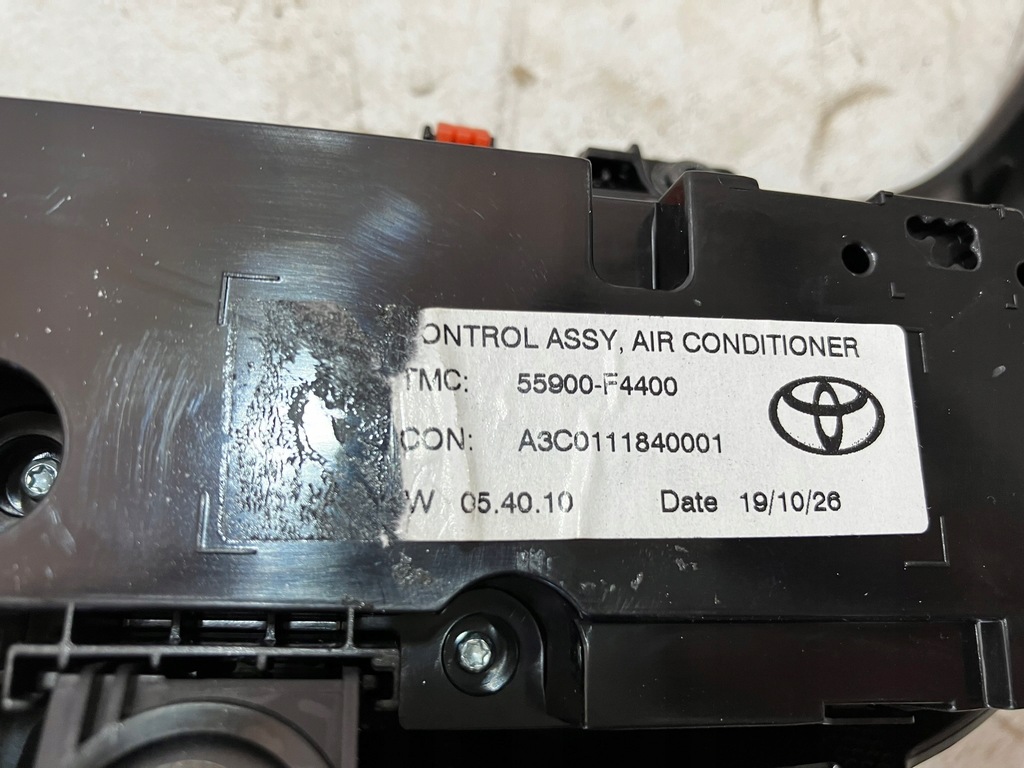 ONTROL ASSY, AIR CONDITIONER
TMC: 55900-F4400
CON: A3C0111840001
W 05.40.10 Date 19/10/26